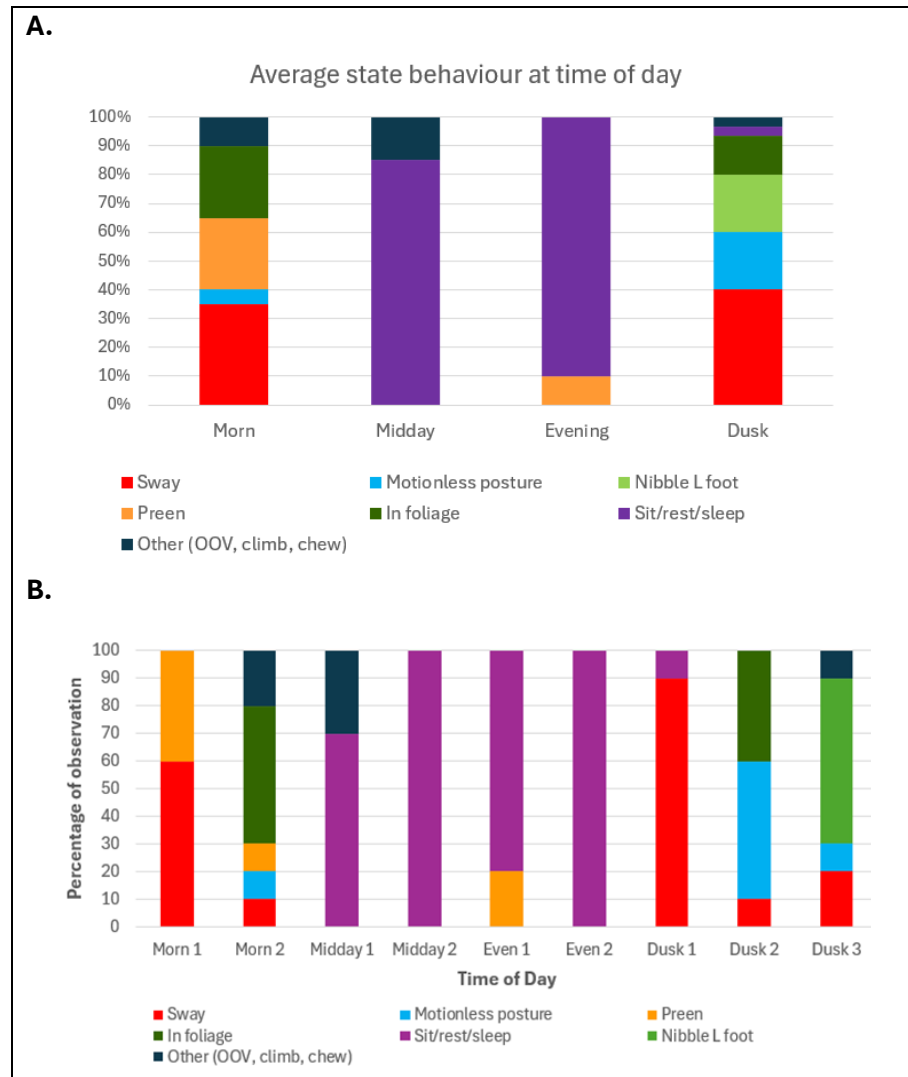 A.
Average state behaviour at time of day
100%
90%
80%
70%
60%
50%
40%
30%
20%
10%
0%
Morn Midday Evening Dusk
Sway Motionless posture Nibble L foot
Preen In foliage Sit/rest/sleep
Other (OOV, climb, chew)
B.
Percentage of observation
100
90
80
70
60
50
40
30
20
10
0
Morn 1 Morn 2 Midday 1 Midday 2 Even 1 Even 2 Dusk 1 Dusk 2 Dusk 3
Time of Day
Sway Motionless posture Preen
In foliage Sit/rest/sleep Nibble L foot
Other (OOV, climb, chew)